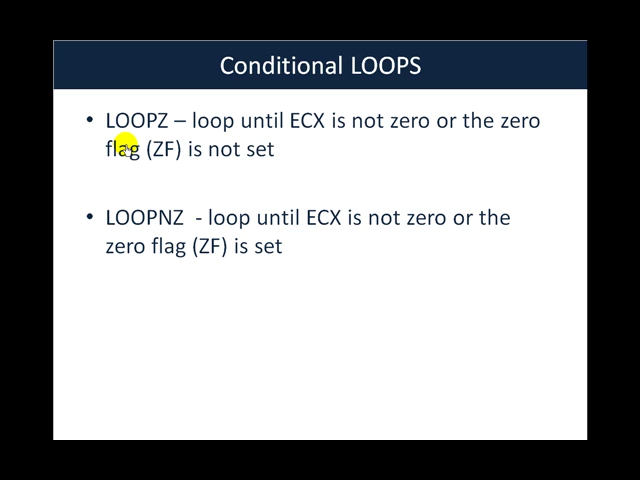 Conditional LOOPS
• LOOPZ – loop until ECX is not zero or the zero
flag (ZF) is not set
• LOOPNZ - loop until ECX is not zero or the
zero flag (ZF) is set